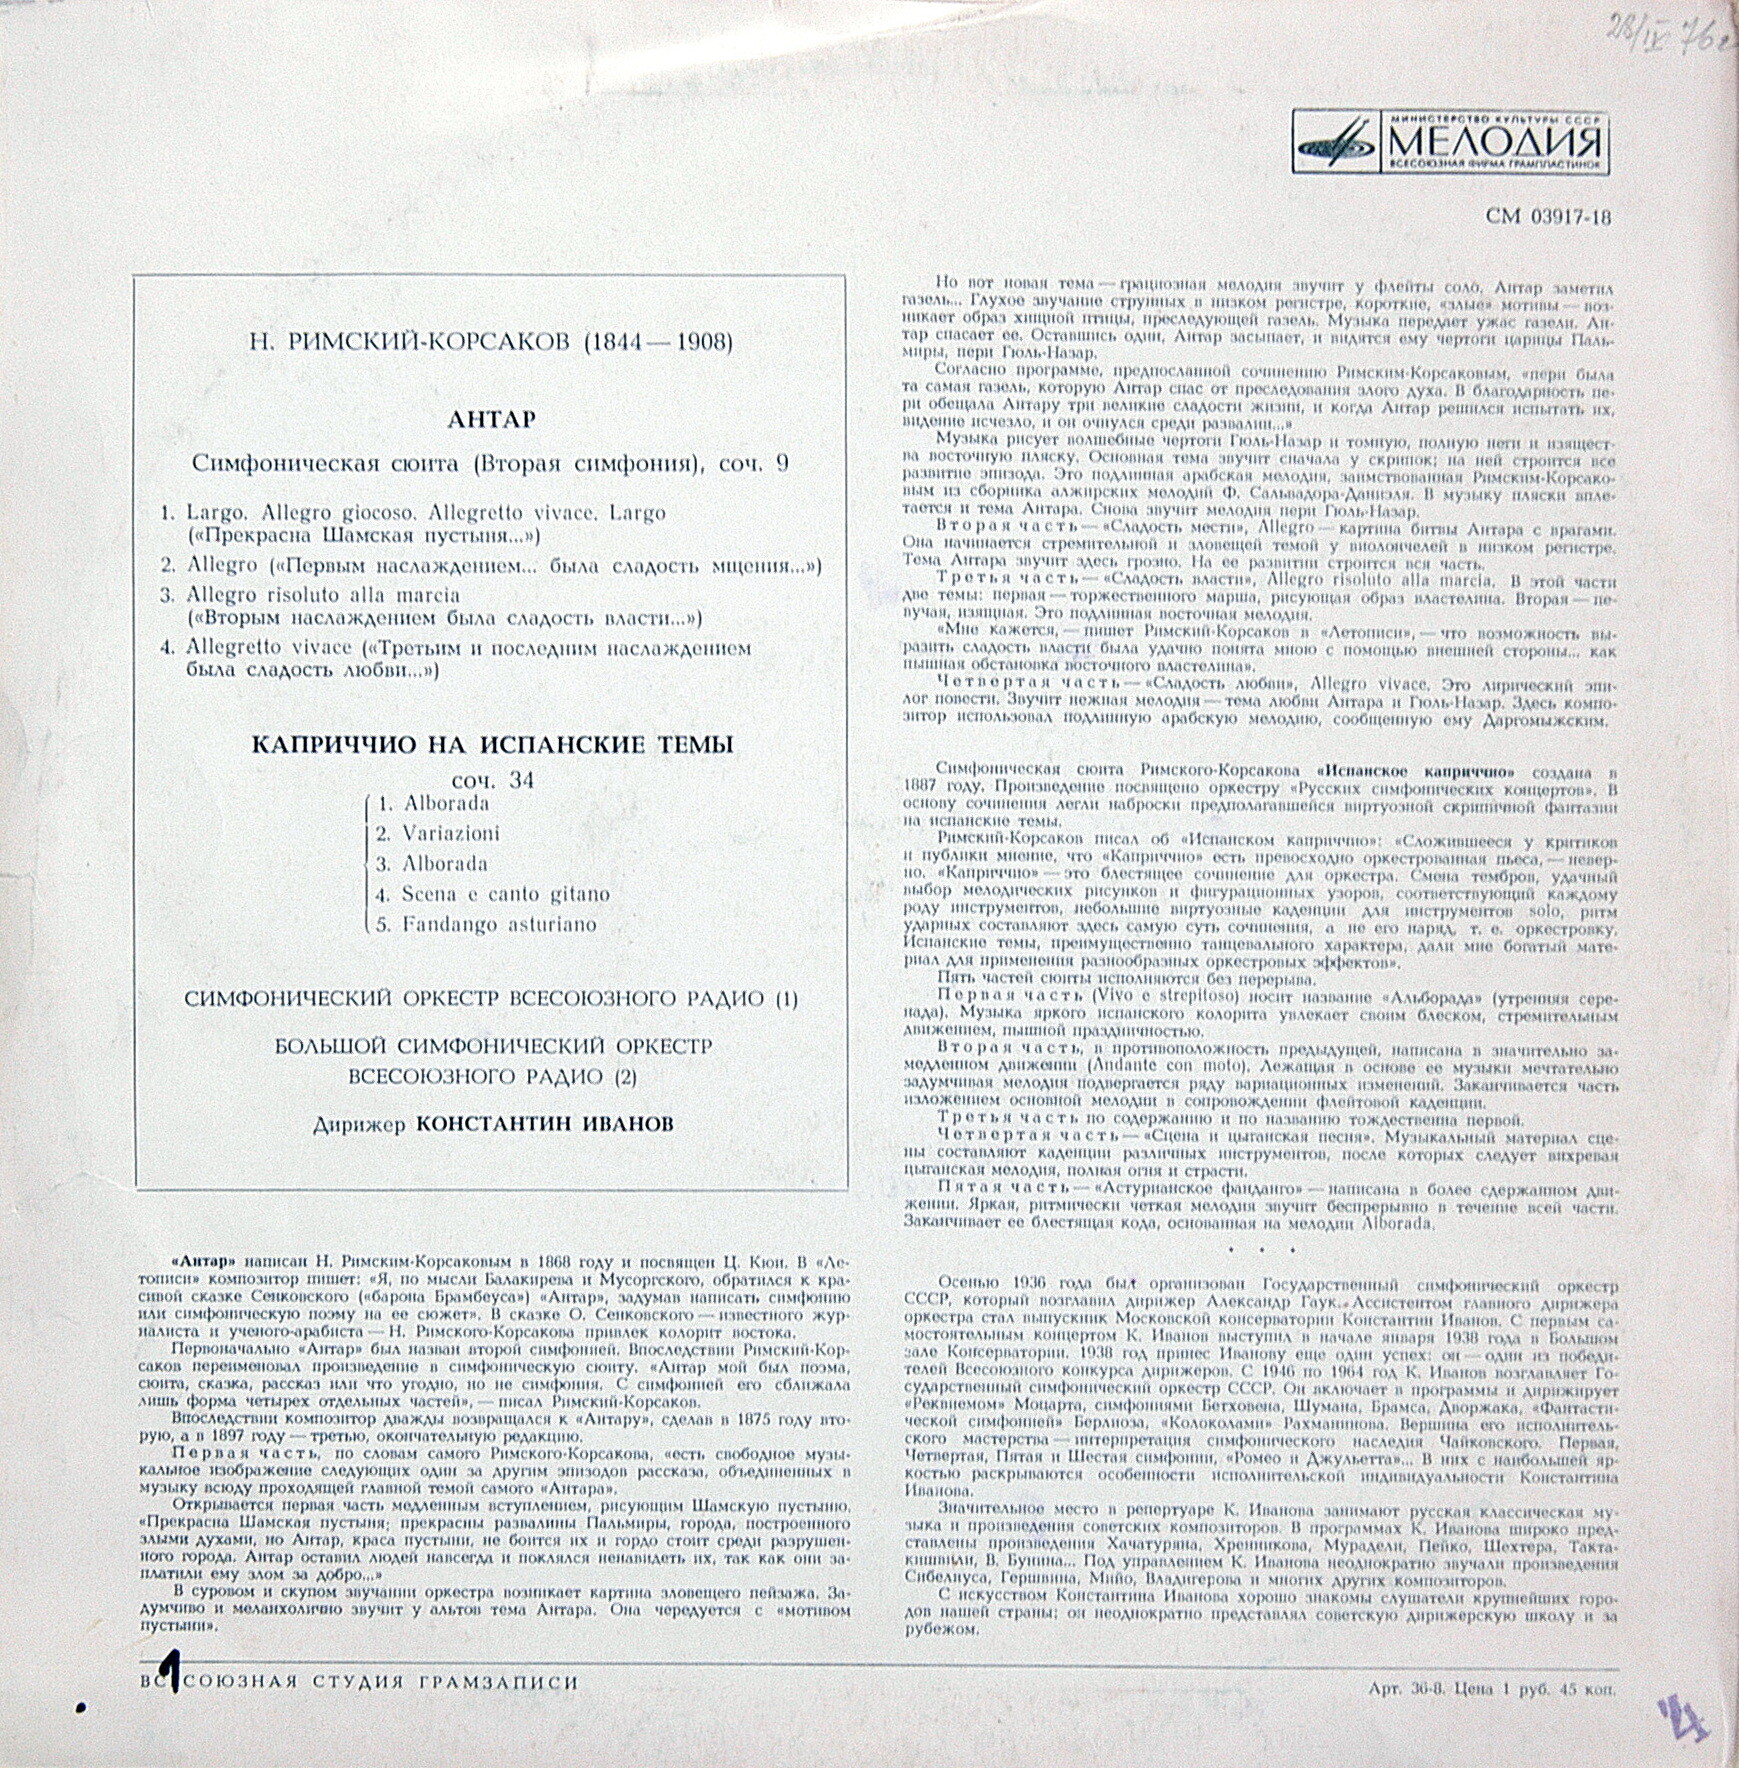 28/IV 76г
МИНИСТЕРСТВО КУЛЬТУРЫ СССР
МЕЛОДИЯ
ВСЕСОЮЗНАЯ ФИРМА ГРАМПЛАСТИНОК
СМ 03917-18
Н. РИМСКИЙ-КОРСАКОВ (1844—1908)
АНТАР
Симфоническая сюита (Вторая симфония), соч. 9
1. Largo. Allegro giocoso. Allegretto vivace. Largo
(«Прекрасна Шамская пустыня...»)
2. Allegro («Первым наслаждением... была сладость мщения...»)
3. Allegro risoluto alla marcia
(«Вторым наслаждением была сладость власти...»)
4. Allegretto vivace («Третьим и последним наслаждением
была сладость любви...»)
КАПРИЧЧИО НА ИСПАНСКИЕ ТЕМЫ
соч. 34
1. Alborada
2. Variazioni
3. Alborada
4. Scena e canto gitano
5. Fandango asturiano
СИМФОНИЧЕСКИЙ ОРКЕСТР ВСЕСОЮЗНОГО РАДИО (1)
БОЛЬШОЙ СИМФОНИЧЕСКИЙ ОРКЕСТР
ВСЕСОЮЗНОГО РАДИО (2)
Дирижер КОНСТАНТИН ИВАНОВ
«Антар» написан Н. Римским-Корсаковым в 1868 году и посвящен Ц. Кюи. В «Ле-
тописи» композитор пишет: «Я, по мысли Балакирева и Мусоргского, обратился к кра-
сивой сказке Сенковского («барона Брамбеуса») «Антар», задумав написать симфонию
или симфоническую поэму на ее сюжет». В сказке О. Сенковского — известного жур-
налиста и ученого-арабиста — Н. Римского-Корсакова привлек колорит востока.
Первоначально «Антар» был назван второй симфонией. Впоследствии Римский-Кор-
саков переименовал произведение в симфоническую сюиту. «Антар мой был поэма,
сюита, сказка, рассказ или что угодно, но не симфония. С симфонией его сближала
лишь форма четырех отдельных частей», — писал Римский-Корсаков.
Впоследствии композитор дважды возвращался к «Антару», сделав в 1875 году вто-
рую, а в 1897 году — третью, окончательную редакцию.
Первая часть, по словам самого Римского-Корсакова, «есть свободное музы-
кальное изображение следующих один за другим эпизодов рассказа, объединенных в
музыку всюду проходящей главной темой самого «Антара».
Открывается первая часть медленным вступлением, рисующим Шамскую пустыню.
«Прекрасна Шамская пустыня; прекрасны развалины Пальмиры, города, построенного
злыми духами, но Антар, краса пустыни, не боится их и гордо стоит среди разрушен-
ного города. Антар оставил людей навсегда и поклялся ненавидеть их, так как они за-
платили ему злом за добро...»
В суровом и скупом звучании оркестра возникает картина зловещего пейзажа. За-
думчиво и меланхолично звучит у альтов тема Антара. Она чередуется с «мотивом
пустыни».
Но вот новая тема — грациозная мелодия звучит у флейты соло. Антар заметил
газель... Глухое звучание струнных в низком регистре, короткие, «злые» мотивы — воз-
никает образ хищной птицы, преследующей газель. Музыка передает ужас газели. Ан-
тар спасает ее. Оставшись один, Антар засыпает, и видятся ему чертоги царицы Паль-
миры, пери Гюль-Назар.
Согласно программе, предпосланной сочинению Римским-Корсаковым, «пери была
та самая газель, которую Антар спас от преследования злого духа. В благодарность пе-
ри обещала Антару три великие сладости жизни, и когда Антар решился испытать их,
видение исчезло, и он очнулся среди развалин...»
Музыка рисует волшебные чертоги Гюль-Назар и томную, полную неги и изящест-
ва восточную пляску. Основная тема звучит сначала у скрипок; на ней строится все
развитие эпизода. Это подлинная арабская мелодия, заимствованная Римским-Корсако-
вым из сборника алжирских мелодий Ф. Сальвадора-Даниэля. В музыку пляски впле-
тается и тема Антара. Снова звучит мелодия пери Гюль-Назар.
Вторая часть — «Сладость мести», Allegro — картина битвы Антара с врагами.
Она начинается стремительной и зловещей темой у виолончелей в низком регистре.
Тема Антара звучит здесь грозно. На ее развитии строится вся часть.
Третья часть — «Сладость власти», Allegro risoluto alla marcia. В этой части
две темы: первая — торжественного марша, рисующая образ властелина. Вторая — пе-
вучая, изящная. Это подлинная восточная мелодия.
«Мне кажется, — пишет Римский-Корсаков в «Летописи», — что возможность вы-
разить сладость власти была удачно понята мною с помощью внешней стороны... как
пышная обстановка восточного властелина».
Четвертая часть — «Сладость любви», Allegro vivace. Это лирический эпи-
лог повести. Звучит нежная мелодия — тема любви Антара и Гюль-Назар. Здесь компо-
зитор использовал подлинную арабскую мелодию, сообщенную ему Даргомыжским.
Симфоническая сюита Римского-Корсакова «Испанское каприччио» создана в
1887 году. Произведение посвящено оркестру «Русских симфонических концертов». В
основу сочинения легли наброски предполагавшейся виртуозной скрипичной фантазии
на испанские темы.
Римский-Корсаков писал об «Испанском каприччио»: «Сложившееся у критиков
и публики мнение, что «Каприччио» есть превосходно оркестрованная пьеса, — невер-
но. «Каприччио» — это блестящее сочинение для оркестра. Смена тембров, удачный
выбор мелодических рисунков и фигурационных узоров, соответствующий каждому
роду инструментов, небольшие виртуозные каденции для инструментов solo, ритм
ударных составляют здесь самую суть сочинения, а не его наряд, т. е. оркестровку.
Испанские темы, преимущественно танцевального характера, дали мне богатый мате-
риал для применения разнообразных оркестровых эффектов».
Пять частей сюиты исполняются без перерыва.
Первая часть (Vivo e strepitoso) носит название «Альборада» (утренняя сере-
нада). Музыка яркого испанского колорита увлекает своим блеском, стремительным
движением, пышной праздничностью.
Вторая часть, в противоположность предыдущей, написана в значительно за-
медленном движении (Andante con moto). Лежащая в основе ее музыки мечтательно
задумчивая мелодия подвергается ряду вариационных изменений. Заканчивается часть
изложением основной мелодии в сопровождении флейтовой каденции.
Третья часть по содержанию и по названию тождественна первой.
Четвертая часть — «Сцена и цыганская песня». Музыкальный материал сце-
ны составляют каденции различных инструментов, после которых следует вихревая
цыганская мелодия, полная огня и страсти.
Пятая часть — «Астурианское фанданго» — написана в более сдержанном дви-
жении. Яркая, ритмически четкая мелодия звучит беспрерывно в течение всей части.
Заканчивает ее блестящая кода, основанная на мелодии Alborada.
• • •
Осенью 1936 года был организован Государственный симфонический оркестр
СССР, который возглавил дирижер Александр Гаук. Ассистентом главного дирижера
оркестра стал выпускник Московской консерватории Константин Иванов. С первым са-
мостоятельным концертом К. Иванов выступил в начале января 1938 года в Большом
зале Консерватории. 1938 год принес Иванову еще один успех: он — один из победи-
телей Всесоюзного конкурса дирижеров. С 1946 по 1964 год К. Иванов возглавляет Го-
сударственный симфонический оркестр СССР. Он включает в программы и дирижирует
«Реквиемом» Моцарта, симфониями Бетховена, Шумана, Брамса, Дворжака, «Фантасти-
ческой симфонией» Берлиоза, «Колоколами» Рахманинова. Вершина его исполнитель-
ского мастерства — интерпретация симфонического наследия Чайковского. Первая,
Четвертая, Пятая и Шестая симфонии, «Ромео и Джульетта»... В них с наибольшей яр-
костью раскрываются особенности исполнительской индивидуальности Константина
Иванова.
Значительное место в репертуаре К. Иванова занимают русская классическая му-
зыка и произведения советских композиторов. В программах К. Иванова широко пред-
ставлены произведения Хачатуряна, Хренникова, Мурадели, Пейко, Шехтера, Такта-
кишвили, В. Бунина... Под управлением К. Иванова неоднократно звучали произведения
Сибелиуса, Гершвина, Мийо, Владигерова и многих других композиторов.
С искусством Константина Иванова хорошо знакомы слушатели крупнейших горо-
дов нашей страны; он неоднократно представлял советскую дирижерскую школу и за
рубежом.
1
ВСЕСОЮЗНАЯ СТУДИЯ ГРАМЗАПИСИ
Арт. 36-8. Цена 1 руб. 45 коп.